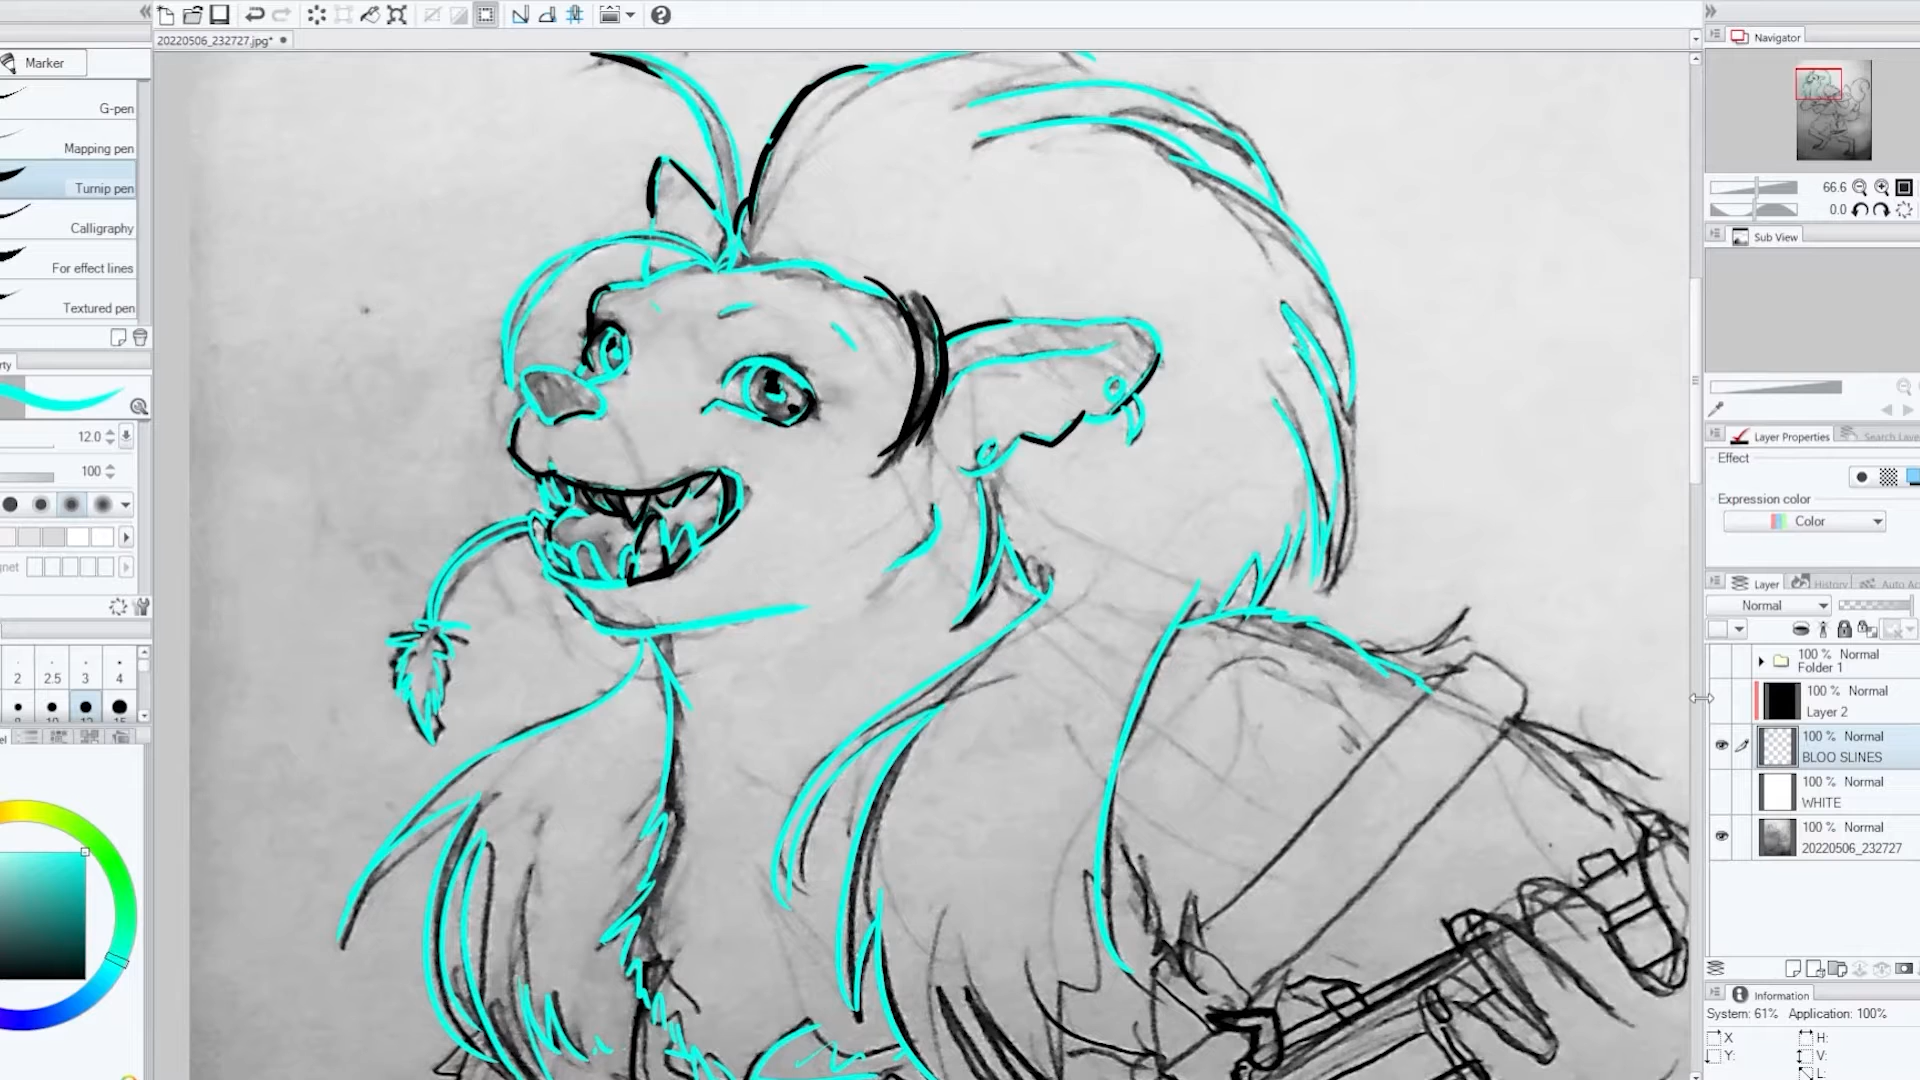 20220506_232727.jpg*
Marker
G-pen
Mapping pen
Turnip pen
Calligraphy
For effect lines
Textured pen
rty
12.0
100
gnet
2 2.5 3 4
Navigator
66.6
0.0
Sub View
Layer Properties Search Layer
Effect
Expression color
Color
Layer History Auto Ac
Normal
100 % Normal
Folder 1
100 % Normal
Layer 2
100 % Normal
BLOO SLINES
100 % Normal
WHITE
100 % Normal
20220506_232727
Information
System: 61% Application: 100%
X H:
Y: V:
L: